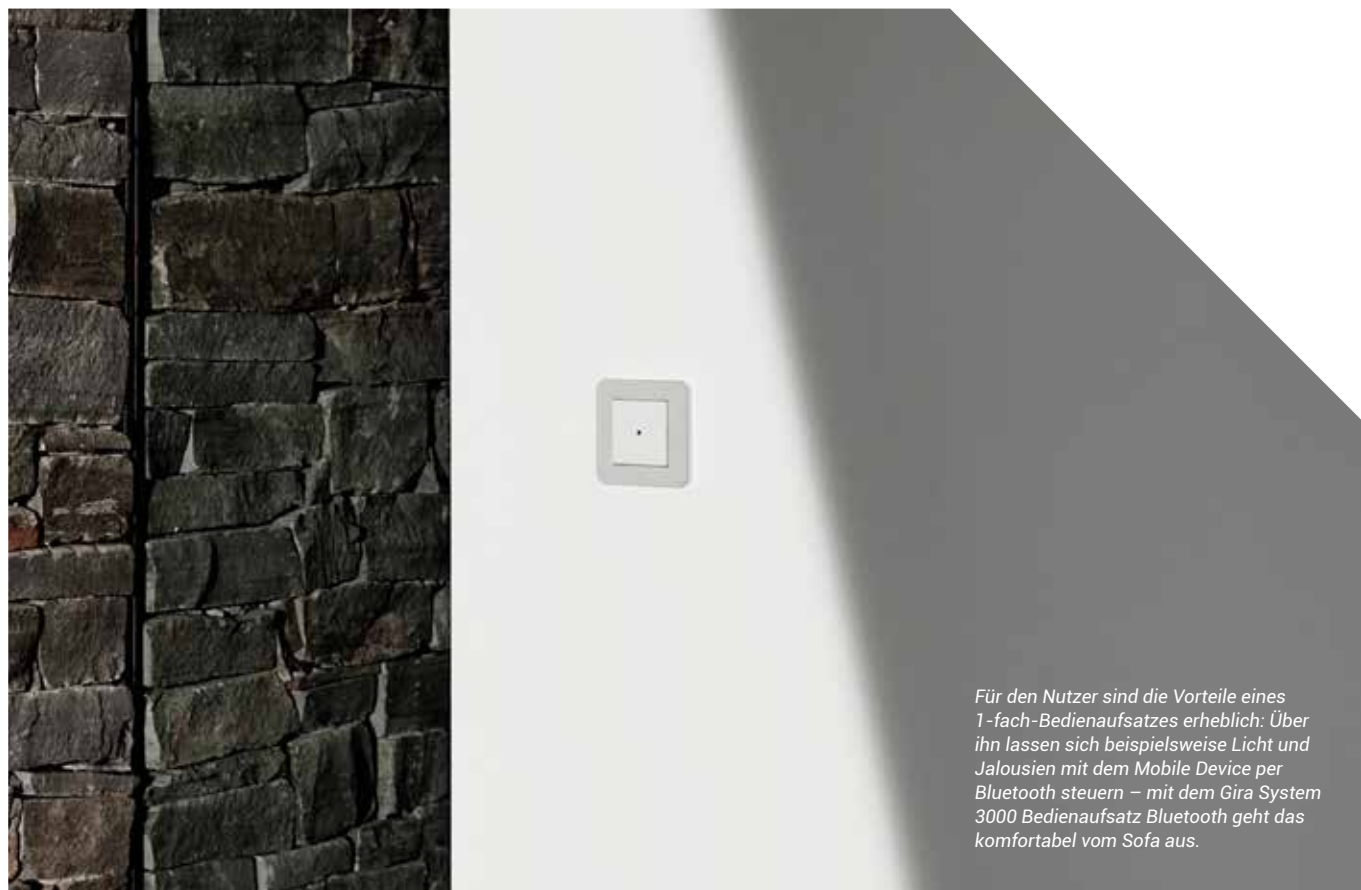 Für den Nutzer sind die Vorteile eines
1-fach-Bedienaufsatzes erheblich: Über
ihn lassen sich beispielsweise Licht und
Jalousien mit dem Mobile Device per
Bluetooth steuern – mit dem Gira System
3000 Bedienaufsatz Bluetooth geht das
komfortabel vom Sofa aus.